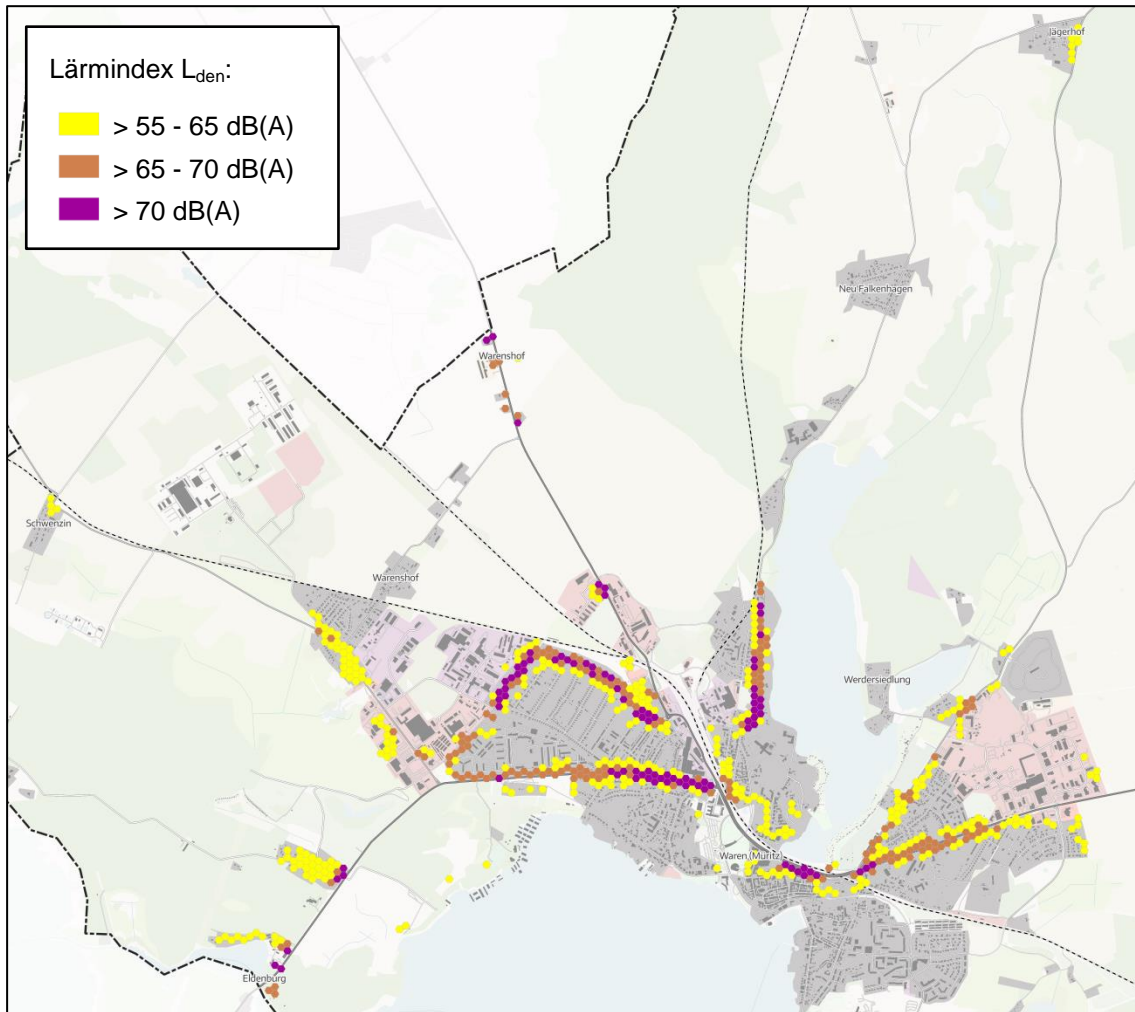 Lärmindex Lden:
> 55 - 65 dB(A)
> 65 - 70 dB(A)
> 70 dB(A)
Jägerhof
Neu Falkenhagen
Warenshof
Schwenzin
Warenshof
Werdersiedlung
Waren (Müritz)
Eldenburg